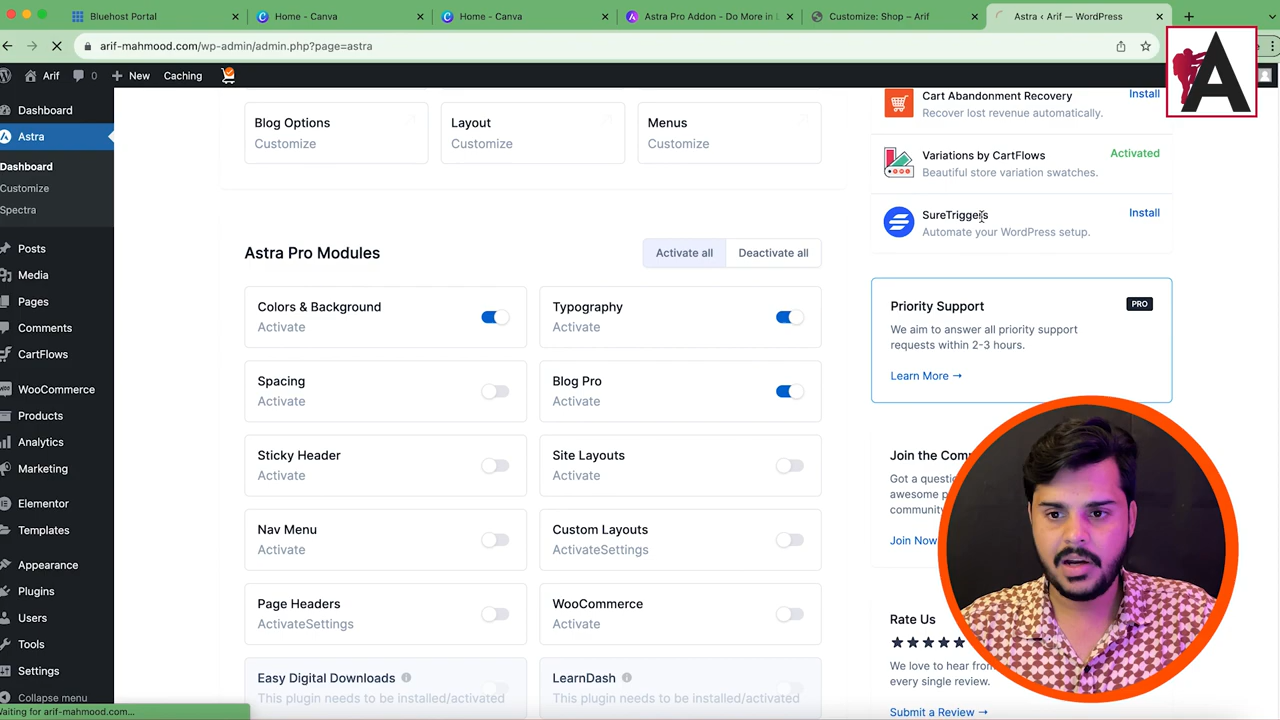 Bluehost Portal
Home - Canva
Home - Canva
Astra Pro Addon - Do More in L
Customize: Shop – Arif
Astra ‹ Arif — WordPress
arif-mahmood.com/wp-admin/admin.php?page=astra
Arif
0
New
Caching
A
Dashboard
Astra
Dashboard
Customize
Spectra
Posts
Media
Pages
Comments
CartFlows
WooCommerce
Products
Analytics
Marketing
Elementor
Templates
Appearance
Plugins
Users
Tools
Settings
Collapse menu
Waiting for arif-mahmood.com...
Blog Options
Customize
Layout
Customize
Menus
Customize
Astra Pro Modules
Activate all
Deactivate all
Colors & Background
Activate
Typography
Activate
Spacing
Activate
Blog Pro
Activate
Sticky Header
Activate
Site Layouts
Activate
Nav Menu
Activate
Custom Layouts
ActivateSettings
Page Headers
ActivateSettings
WooCommerce
Activate
Easy Digital Downloads
This plugin needs to be installed/activated
LearnDash
This plugin needs to be installed/activated
Cart Abandonment Recovery
Install
Recover lost revenue automatically.
Variations by CartFlows
Activated
Beautiful store variation swatches.
SureTriggers
Install
Automate your WordPress setup.
Priority Support
PRO
We aim to answer all priority support
requests within 2-3 hours.
Learn More →
Join the Com
Got a question
awesome p
community
Join Now
Rate Us
We love to hear from
every single review.
Submit a Review →